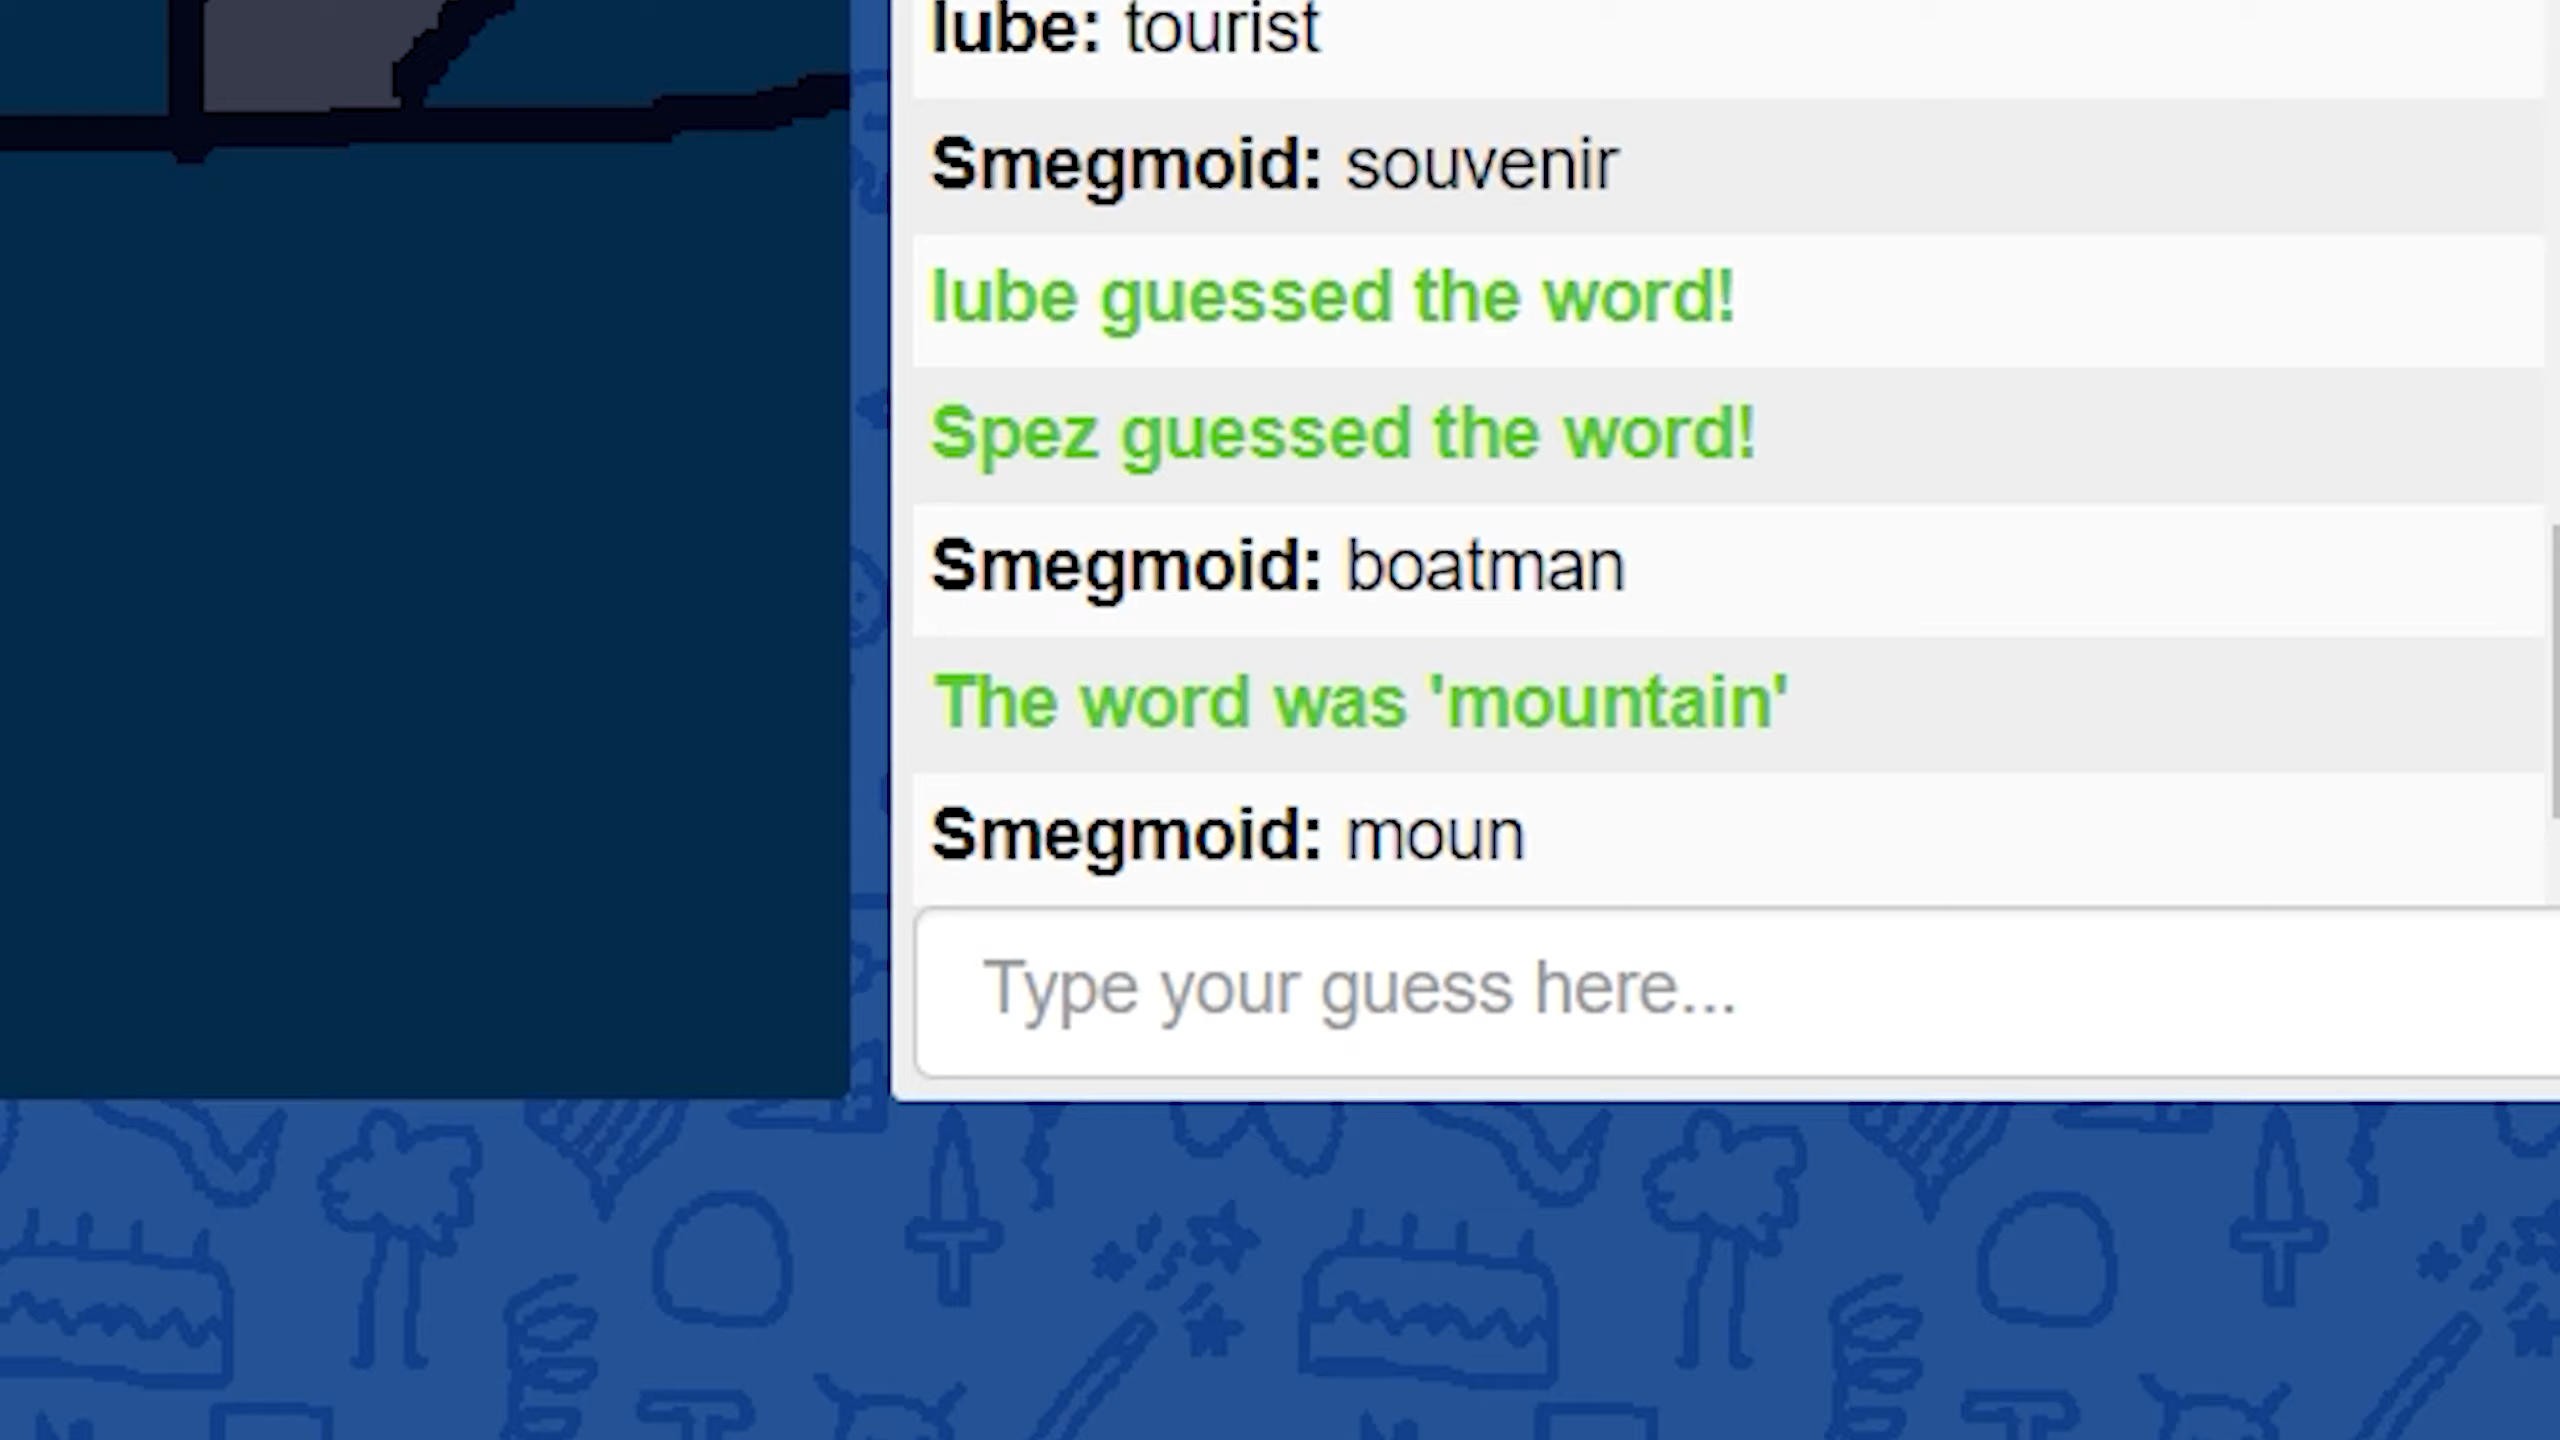 lube: tourist
Smegmoid: souvenir
lube guessed the word!
Spez guessed the word!
Smegmoid: boatman
The word was 'mountain'
Smegmoid: moun
Type your guess here...